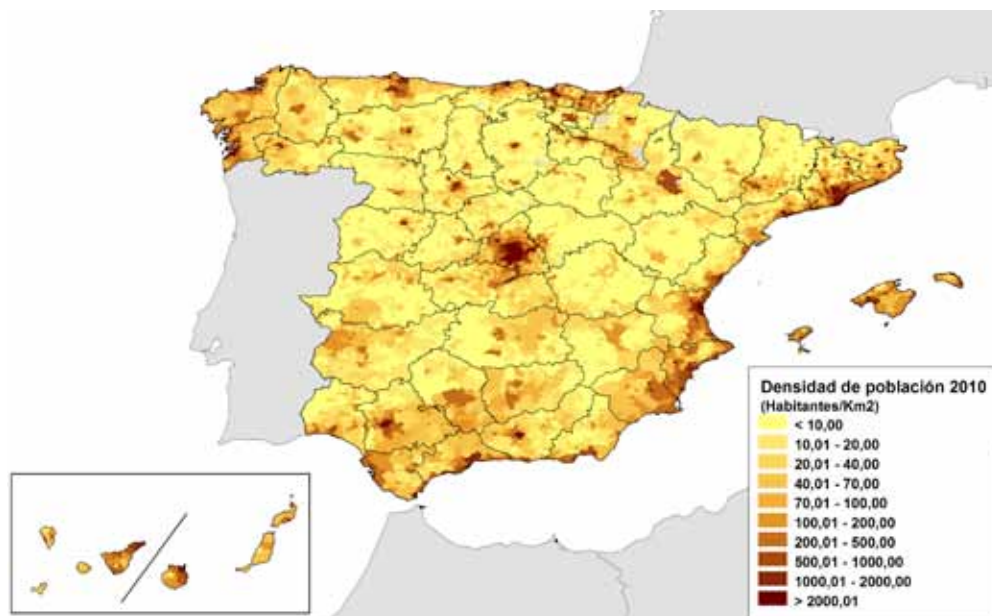 Densidad de población 2010
(Habitantes/Km2)
< 10,00
10,01 - 20,00
20,01 - 40,00
40,01 - 70,00
70,01 - 100,00
100,01 - 200,00
200,01 - 500,00
500,01 - 1000,00
1000,01 - 2000,00
> 2000,01